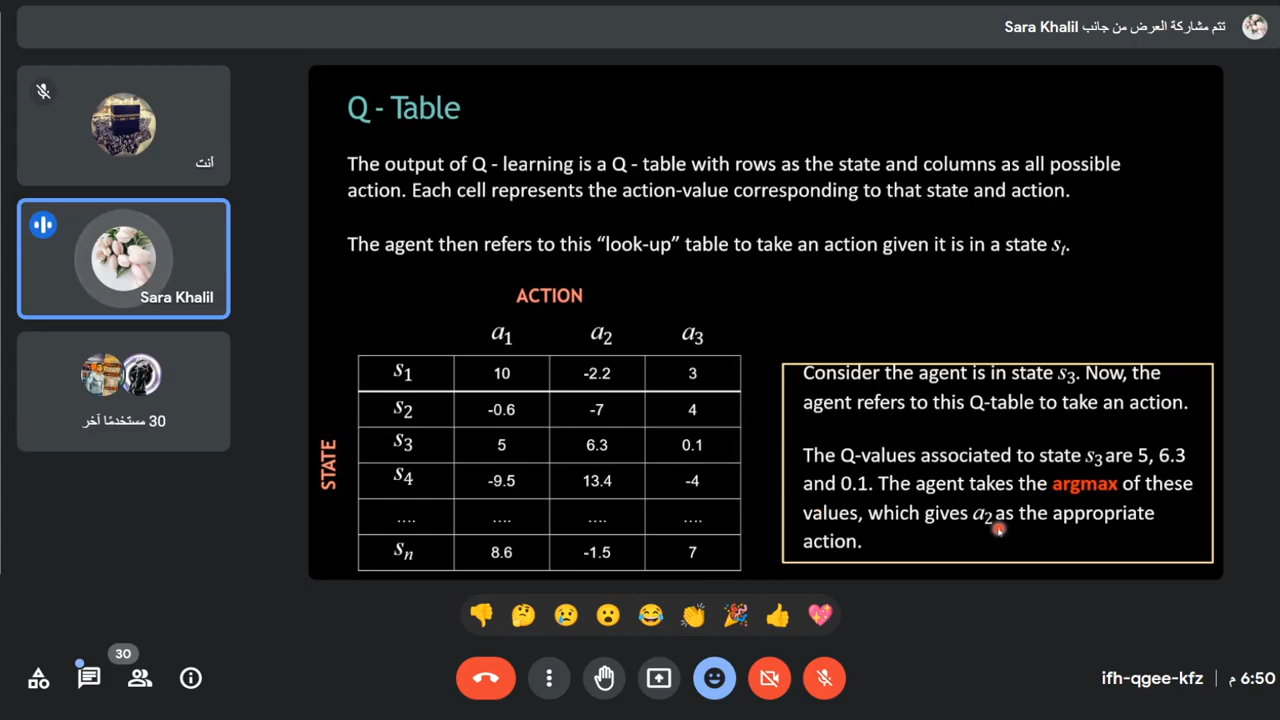 تتم مشاركة العرض من جانب Sara Khalil
أنت
Sara Khalil
30 مستخدمًا آخر
Q - Table
The output of Q - learning is a Q - table with rows as the state and columns as all possible
action. Each cell represents the action-value corresponding to that state and action.
The agent then refers to this “look-up” table to take an action given it is in a state sₜ.
ACTION
a₁ a₂ a₃
STATE
s₁ 10 -2.2 3
s₂ -0.6 -7 4
s₃ 5 6.3 0.1
s₄ -9.5 13.4 -4
.... .... .... ....
sₙ 8.6 -1.5 7
Consider the agent is in state s₃. Now, the
agent refers to this Q-table to take an action.
The Q-values associated to state s₃ are 5, 6.3
and 0.1. The agent takes the argmax of these
values, which gives a₂ as the appropriate
action.
30
ifh-qgee-kfz
6:50 م